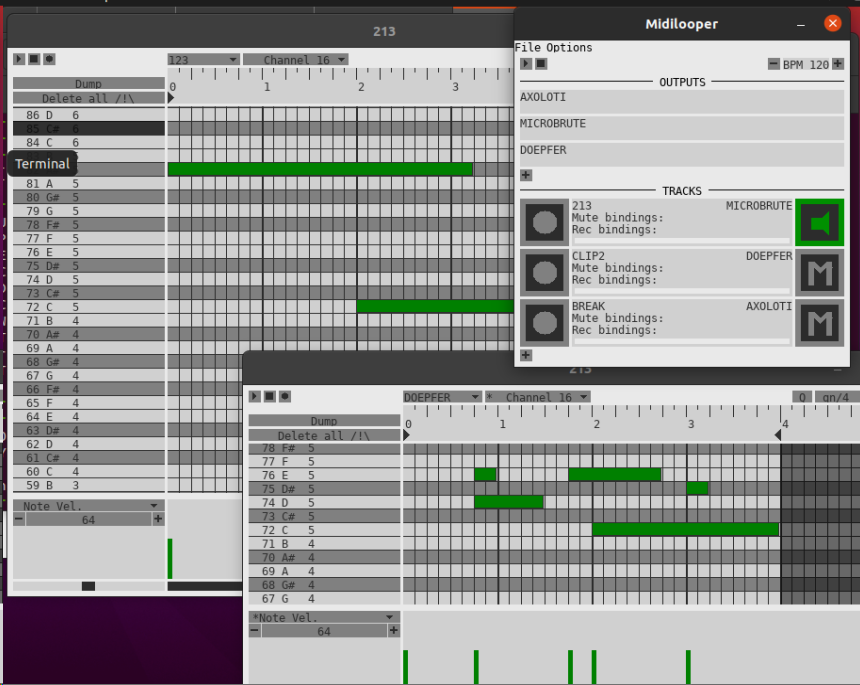 213
123 Channel 16
Dump
Delete all /!\
0 1 2 3
86 D 6
85 C# 6
84 C 6
Terminal
81 A 5
80 G# 5
79 G 5
78 F# 5
77 F 5
76 E 5
75 D# 5
74 D 5
73 C# 5
72 C 5
71 B 4
70 A# 4
69 A 4
68 G# 4
67 G 4
66 F# 4
65 F 4
64 E 4
63 D# 4
62 D 4
61 C# 4
60 C 4
59 B 3
Note Vel.
− 64 +
Midilooper
File Options
− BPM 120 +
OUTPUTS
AXOLOTI
MICROBRUTE
DOEPFER
+
TRACKS
213 MICROBRUTE
Mute bindings:
Rec bindings:
CLIP2 DOEPFER
Mute bindings:
Rec bindings:
M
BREAK AXOLOTI
Mute bindings:
Rec bindings:
M
+
213
DOEPFER * Channel 16 Q qn/4
Dump
Delete all /!\
0 1 2 3 4
78 F# 5
77 F 5
76 E 5
75 D# 5
74 D 5
73 C# 5
72 C 5
71 B 4
70 A# 4
69 A 4
68 G# 4
67 G 4
*Note Vel.
− 64 +